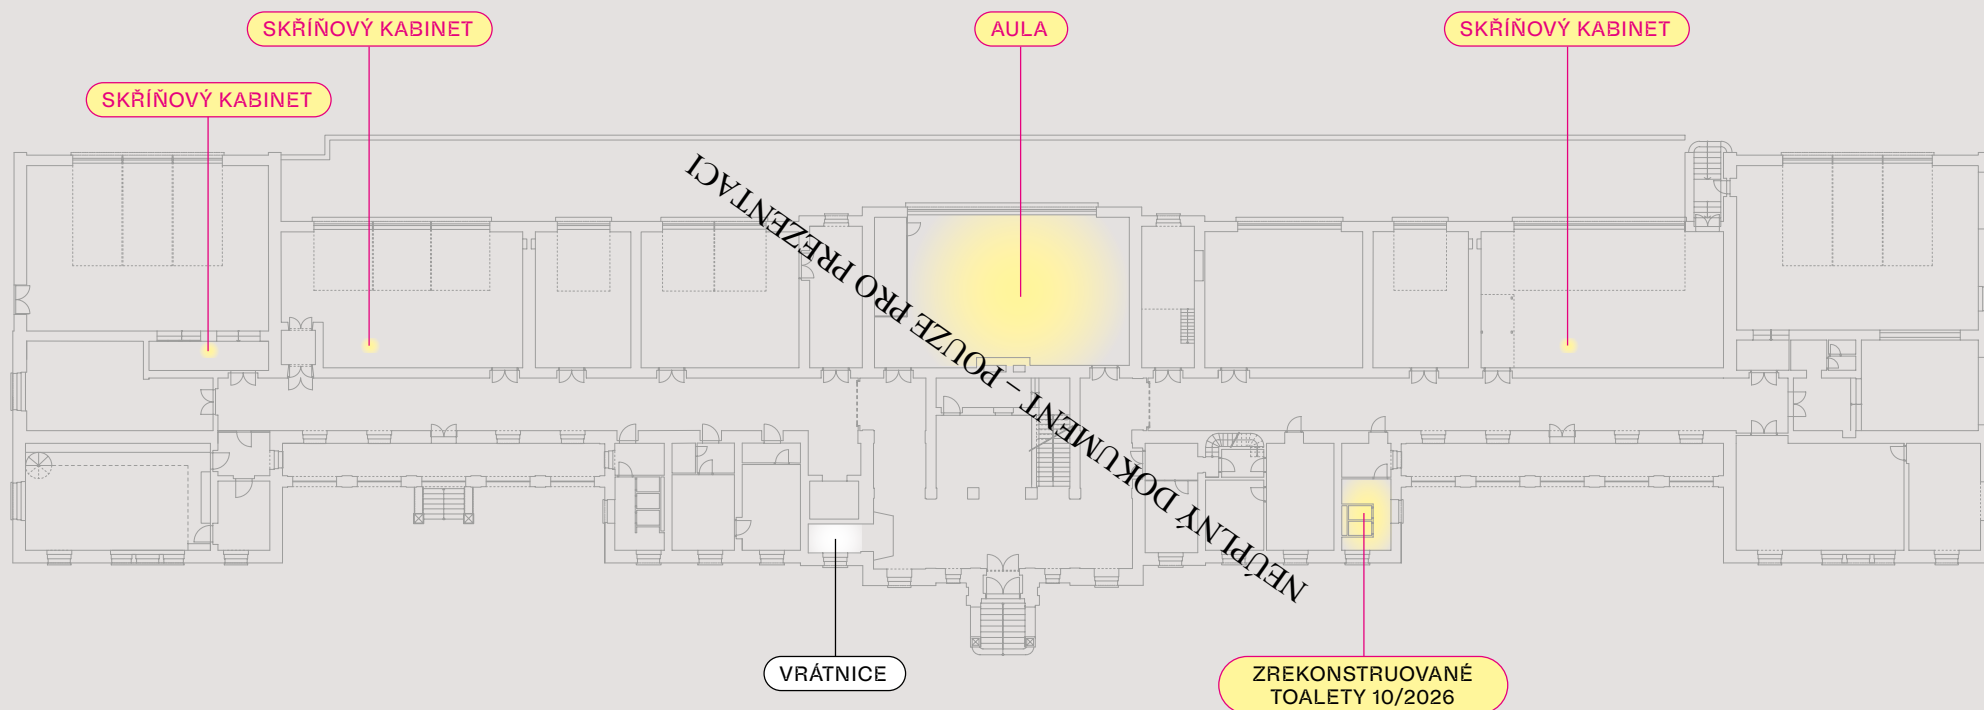 SKŘÍŇOVÝ KABINET
AULA
SKŘÍŇOVÝ KABINET
SKŘÍŇOVÝ KABINET
NEÚPLNÝ DOKUMENT – POUZE PRO PREZENTACI
VRÁTNICE
ZREKONSTRUOVANÉ
TOALETY 10/2026